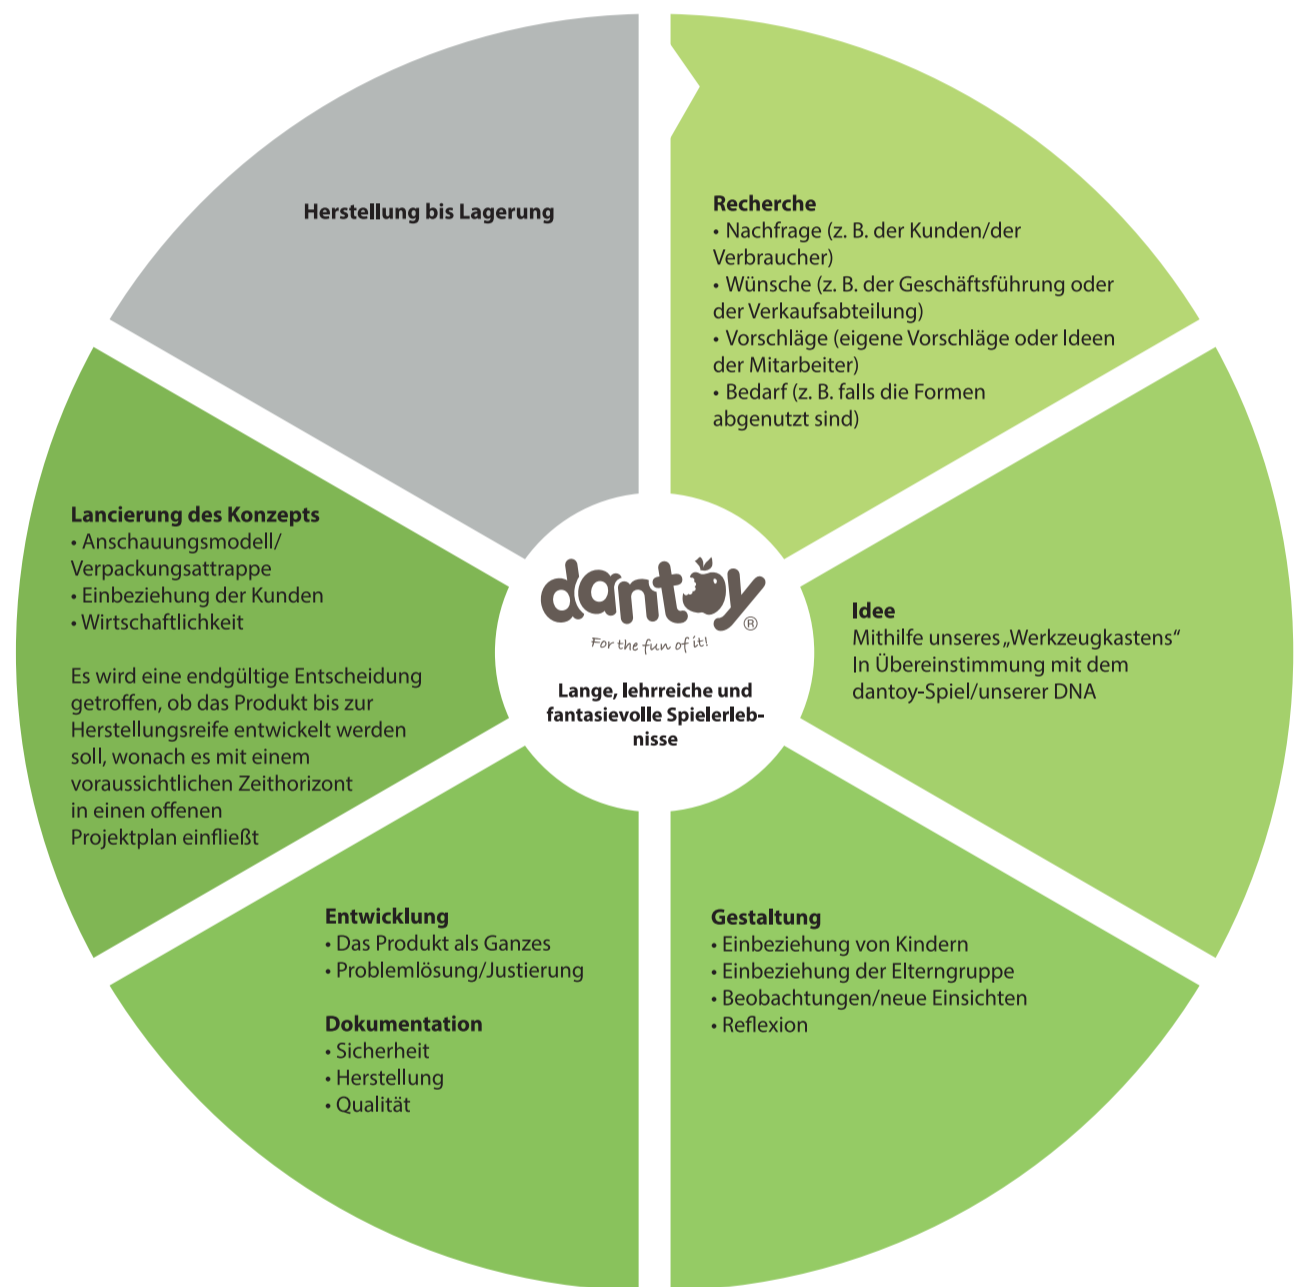 Herstellung bis Lagerung
Recherche
• Nachfrage (z. B. der Kunden/der
Verbraucher)
• Wünsche (z. B. der Geschäftsführung oder
der Verkaufsabteilung)
• Vorschläge (eigene Vorschläge oder Ideen
der Mitarbeiter)
• Bedarf (z. B. falls die Formen
abgenutzt sind)
Idee
Mithilfe unseres „Werkzeugkastens“
In Übereinstimmung mit dem
dantoy-Spiel/unserer DNA
Gestaltung
• Einbeziehung von Kindern
• Einbeziehung der Elterngruppe
• Beobachtungen/neue Einsichten
• Reflexion
Entwicklung
• Das Produkt als Ganzes
• Problemlösung/Justierung
Dokumentation
• Sicherheit
• Herstellung
• Qualität
Lancierung des Konzepts
• Anschauungsmodell/
Verpackungsattrappe
• Einbeziehung der Kunden
• Wirtschaftlichkeit
Es wird eine endgültige Entscheidung
getroffen, ob das Produkt bis zur
Herstellungsreife entwickelt werden
soll, wonach es mit einem
voraussichtlichen Zeithorizont
in einen offenen
Projektplan einfließt
dantoy®
For the fun of it!
Lange, lehrreiche und
fantasievolle Spielerleb-
nisse